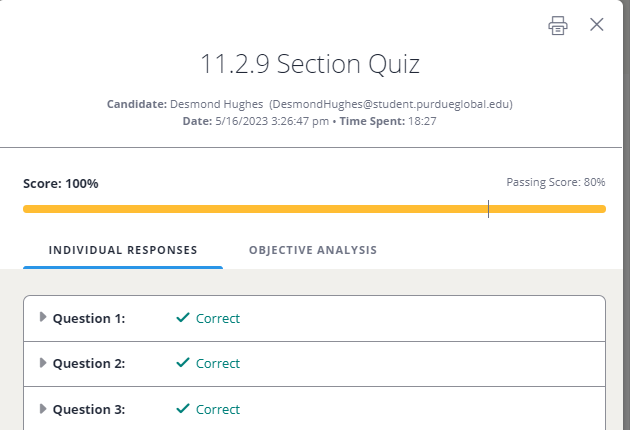 11.2.9 Section Quiz
Candidate: Desmond Hughes (DesmondHughes@student.purdueglobal.edu)
Date: 5/16/2023 3:26:47 pm • Time Spent: 18:27
Score: 100%
Passing Score: 80%
INDIVIDUAL RESPONSES
OBJECTIVE ANALYSIS
Question 1: Correct
Question 2: Correct
Question 3: Correct